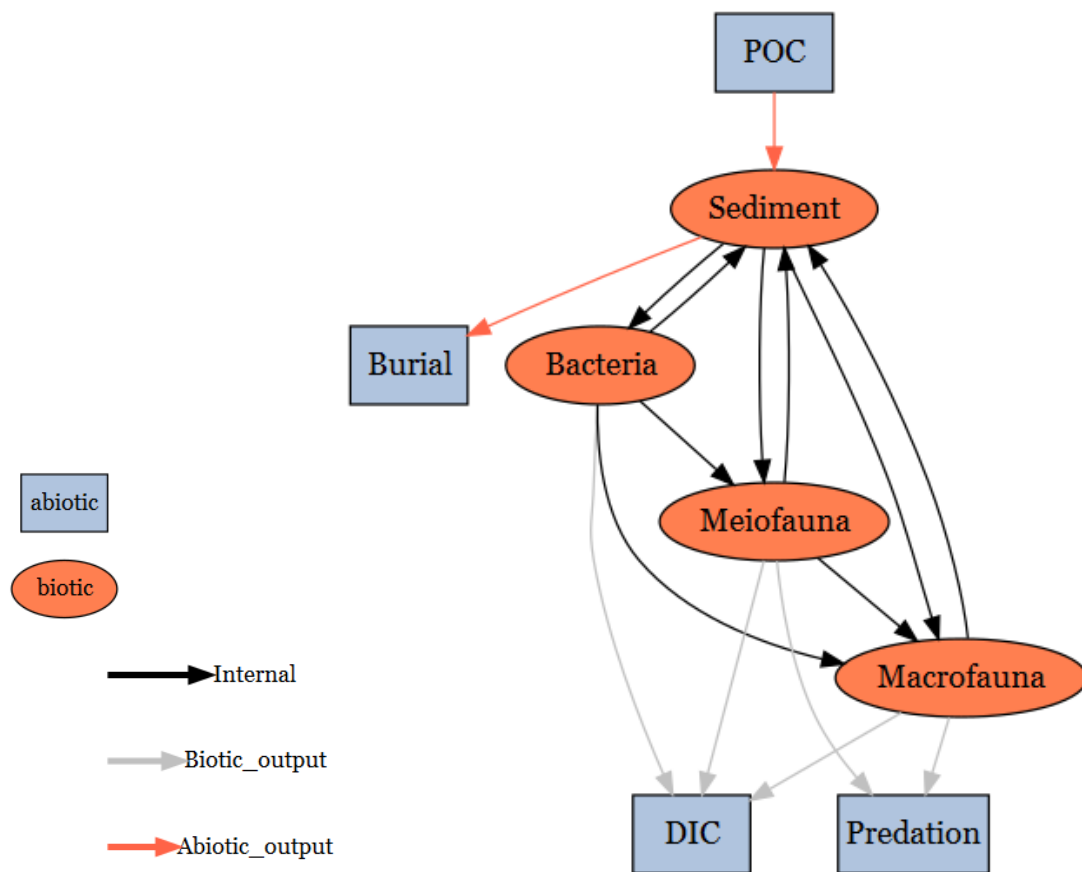 POC
Sediment
Burial
Bacteria
abiotic
Meiofauna
biotic
Internal
Macrofauna
Biotic_output
DIC
Predation
Abiotic_output